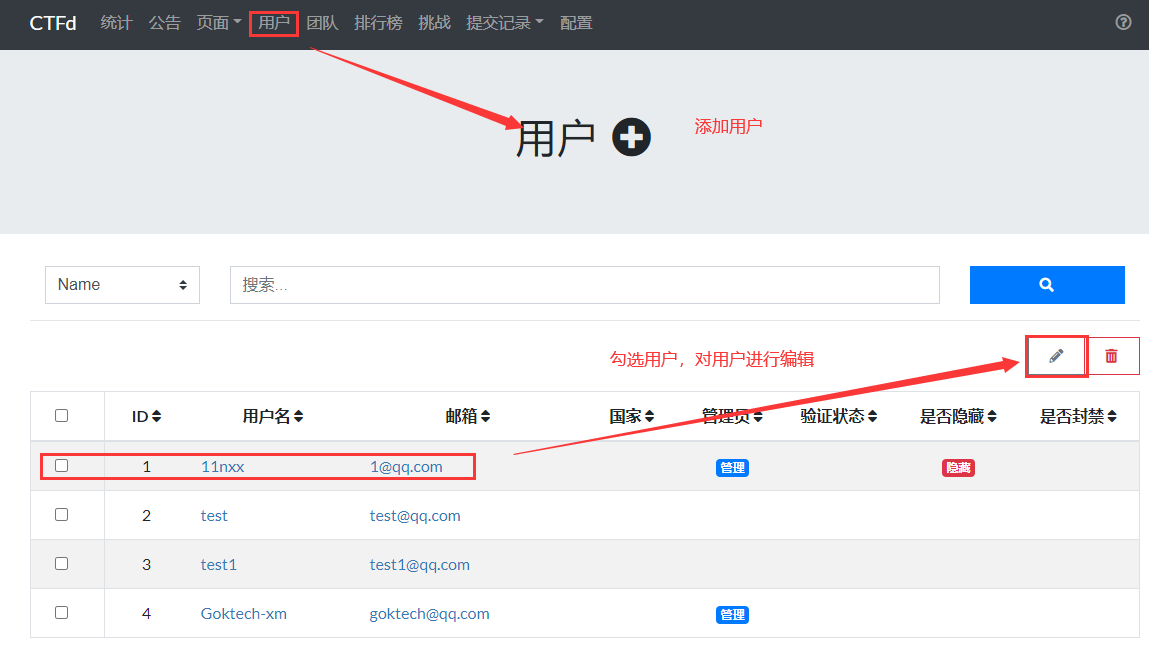 CTFd 统计 公告 页面 用户 团队 排行榜 挑战 提交记录 配置
用户
添加用户
Name 搜索...
勾选用户，对用户进行编辑
ID 用户名 邮箱 国家 管理员 验证状态 是否隐藏 是否封禁
1 11nxx 1@qq.com 管理 隐藏
2 test test@qq.com
3 test1 test1@qq.com
4 Goktech-xm goktech@qq.com 管理